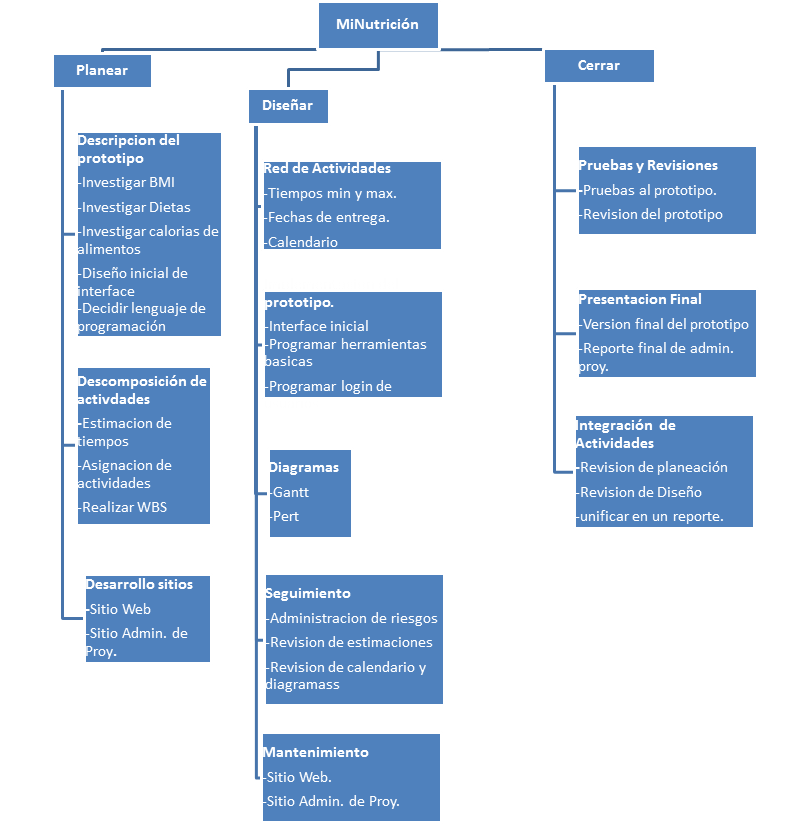 MiNutrición
Planear
Descripcion del
prototipo
-Investigar BMI
-Investigar Dietas
-Investigar calorias de
alimentos
-Diseño inicial de
interface
-Decidir lenguaje de
programación
Descomposición de
activdades
-Estimacion de
tiempos
-Asignacion de
actividades
-Realizar WBS
Desarrollo sitios
-Sitio Web
-Sitio Admin. de
Proy.
Diseñar
Red de Actividades
-Tiempos min y max.
-Fechas de entrega.
-Calendario
prototipo.
-Interface inicial
-Programar herramientas
basicas
-Programar login de
Diagramas
-Gantt
-Pert
Seguimiento
-Administracion de riesgos
-Revision de estimaciones
-Revision de calendario y
diagramass
Mantenimiento
-Sitio Web.
-Sitio Admin. de Proy.
Cerrar
Pruebas y Revisiones
-Pruebas al prototipo.
-Revision del prototipo
Presentacion Final
-Version final del prototipo
-Reporte final de admin.
proy.
Integración de
Actividades
-Revision de planeación
-Revision de Diseño
-unificar en un reporte.